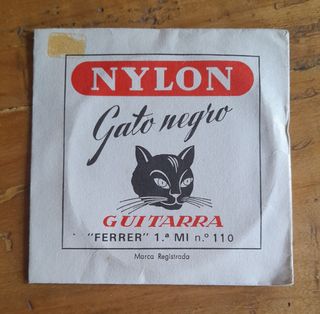 NYLON
Gato negro
GUITARRA
"FERRER" 1.ª MI n.º 110
Marca Registrada